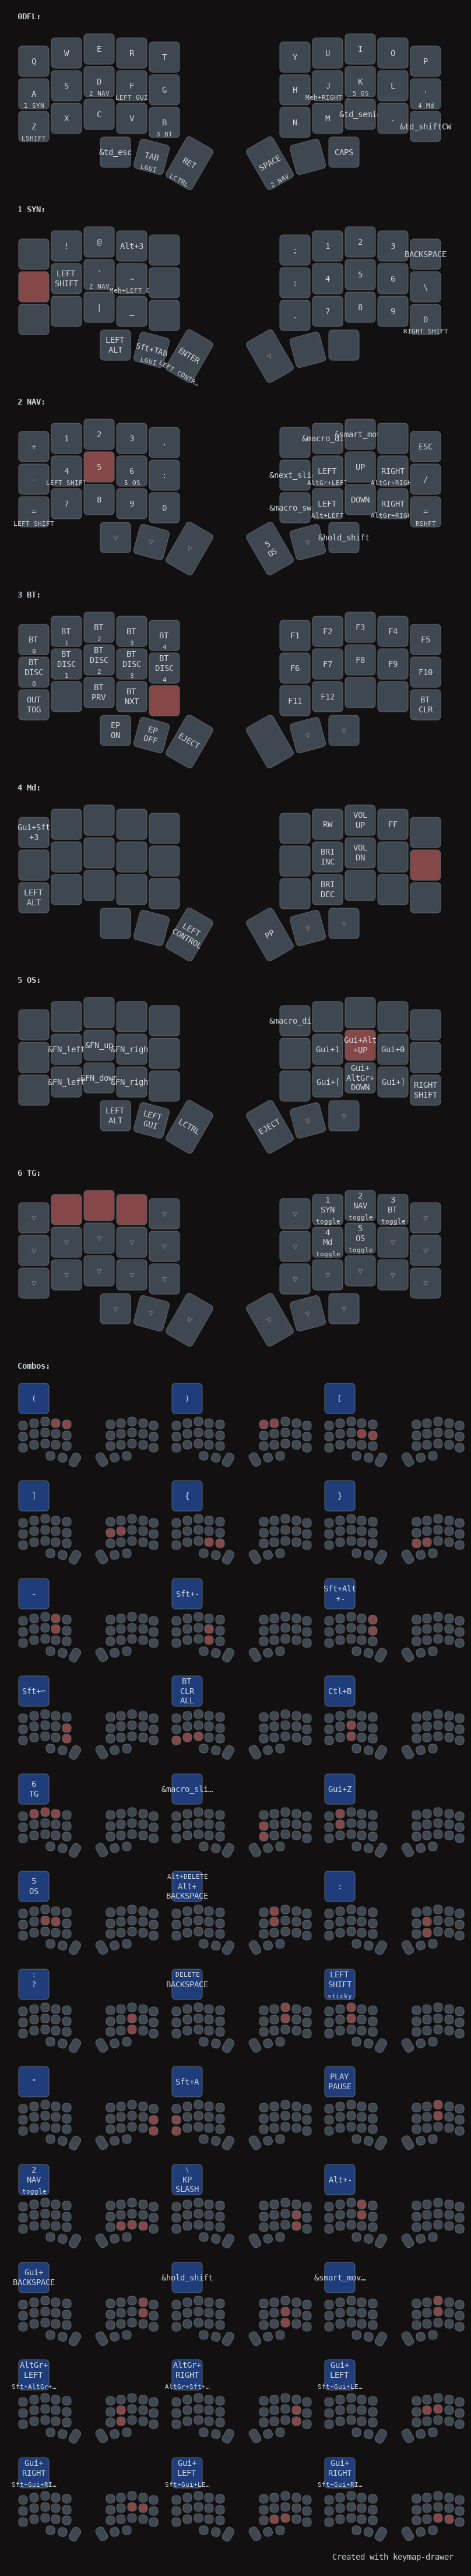 0DFL:
Q W E R T Y U I O P
A S D F G H J K L '
1 SYN 2 NAV LEFT GUI Meh+RIGHT 5 OS 4 Md
Z X C V B N M &td_semi . &td_shiftCW
LSHIFT 3 BT
&td_esc TAB RET SPACE CAPS
LGUI LCTRL 2 NAV
1 SYN:
! @ Alt+3 ; 1 2 3 BACKSPACE
LEFT SHIFT ` _ : 4 5 6 \
2 NAV Meh+LEFT G
| _ . 7 8 9 0
RIGHT SHIFT
LEFT ALT Sft+TAB ENTER ▽
LGUI LEFT CONTR…
2 NAV:
+ 1 2 3 . &macro_di &smart_mo ESC
. 4 5 6 : &next_sli LEFT UP RIGHT /
LEFT SHIFT 5 OS AltGr+LEF AltGr+RIG
= 7 8 9 0 &macro_sw LEFT DOWN RIGHT =
LEFT SHIFT Alt+LEFT AltGr+RIG RSHFT
▽ ▽ ▽ 5 OS ▽ &hold_shift
3 BT:
BT 0 BT 1 BT 2 BT 3 BT 4 F1 F2 F3 F4 F5
BT DISC 0 BT DISC 1 BT DISC 2 BT DISC 3 BT DISC 4 F6 F7 F8 F9 F10
OUT TOG BT PRV BT NXT F11 F12 BT CLR
EP ON EP OFF EJECT ▽ ▽
4 Md:
Gui+Sft +3 RW VOL UP FF
BRI INC VOL DN
LEFT ALT BRI DEC
LEFT CONTROL PP ▽ ▽
5 OS:
&macro_di
&FN_left &FN_up &FN_righ Gui+1 Gui+Alt +UP Gui+0
&FN_left &FN_down &FN_righ Gui+[ Gui+ AltGr+ DOWN Gui+] RIGHT SHIFT
LEFT ALT LEFT GUI LCTRL EJECT ▽ ▽
6 TG:
▽ ▽ ▽ 1 SYN toggle 2 NAV toggle 3 BT toggle ▽
▽ ▽ ▽ ▽ ▽ ▽ 4 Md toggle 5 OS toggle ▽ ▽
▽ ▽ ▽ ▽ ▽ ▽ ▽ ▽ ▽ ▽
▽ ▽ ▽ ▽ ▽ ▽
Combos:
( ) [
] { }
- Sft+- Sft+Alt +-
Sft+= BT CLR ALL Ctl+B
6 TG &macro_sli… Gui+Z
5 OS Alt+DELETE Alt+ BACKSPACE :
: ? DELETE BACKSPACE LEFT SHIFT sticky
" Sft+A PLAY PAUSE
2 NAV toggle \ KP SLASH Alt+-
Gui+ BACKSPACE &hold_shift &smart_mov…
AltGr+ LEFT Sft+AltGr+… AltGr+ RIGHT AltGr+Sft+… Gui+ LEFT Sft+Gui+LE…
Gui+ RIGHT Sft+Gui+RI… Gui+ LEFT Sft+Gui+LE… Gui+ RIGHT Sft+Gui+RI…
Created with keymap-drawer